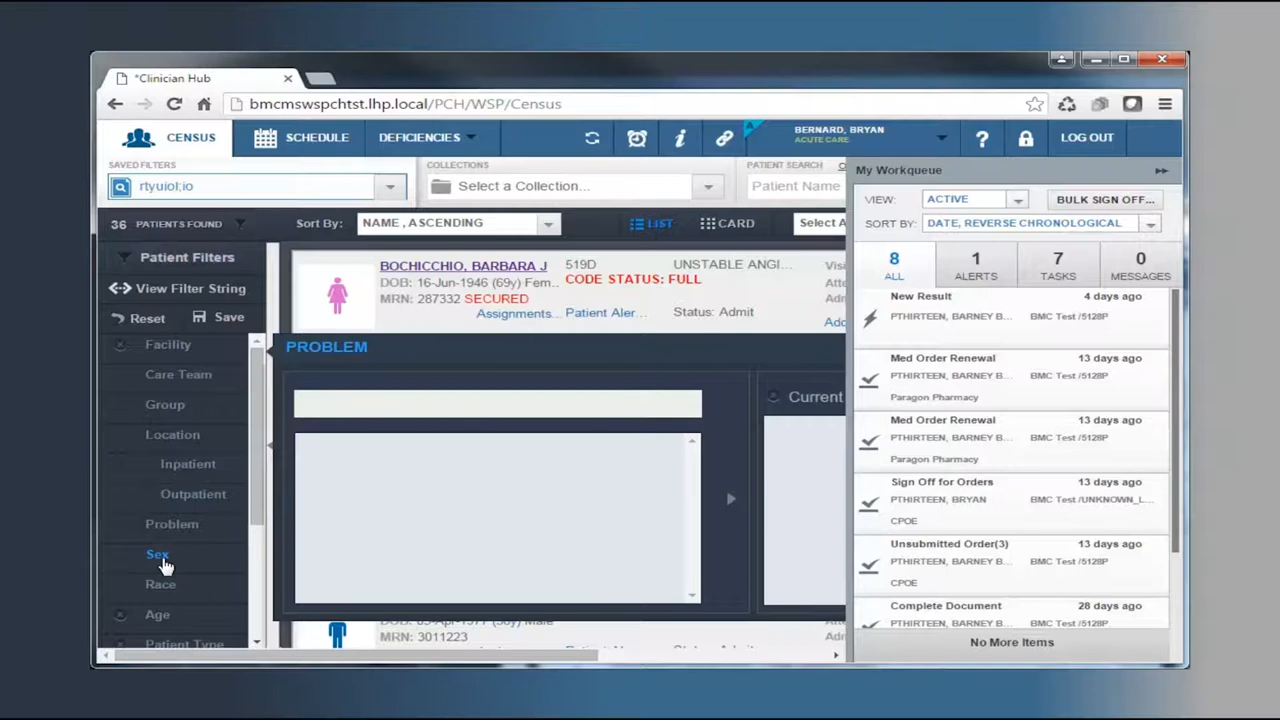 *Clinician Hub
bmcmswspchtst.lhp.local/PCH/WSP/Census
CENSUS
SCHEDULE
DEFICIENCIES
BERNARD, BRYAN
ACUTE CARE
?
LOG OUT
SAVED FILTERS
rtyuiol;io
COLLECTIONS
Select a Collection...
PATIENT SEARCH
Patient Name
36 PATIENTS FOUND
Sort By:
NAME , ASCENDING
LIST
CARD
Select A
Patient Filters
View Filter String
Reset
Save
Facility
Care Team
Group
Location
Inpatient
Outpatient
Problem
Sex
Race
Age
Patient Type
BOCHICCHIO, BARBARA J
DOB: 16-Jun-1946 (69y) Fem...
MRN: 287332 SECURED
519D
UNSTABLE ANGI...
CODE STATUS: FULL
Assignments...
Patient Aler...
Status: Admit
Visi
Atte
Adn
Add
PROBLEM
Current
MRN: 3011223
My Workqueue
VIEW:
ACTIVE
BULK SIGN OFF...
SORT BY:
DATE, REVERSE CHRONOLOGICAL
8
ALL
1
ALERTS
7
TASKS
0
MESSAGES
New Result
4 days ago
PTHIRTEEN, BARNEY B...
BMC Test /5128P
Med Order Renewal
13 days ago
PTHIRTEEN, BARNEY B...
BMC Test /5128P
Paragon Pharmacy
Med Order Renewal
13 days ago
PTHIRTEEN, BARNEY B...
BMC Test /5128P
Paragon Pharmacy
Sign Off for Orders
13 days ago
PTHIRTEEN, BRYAN
BMC Test /UNKNOWN_L...
CPOE
Unsubmitted Order(3)
13 days ago
PTHIRTEEN, BARNEY B...
BMC Test /5128P
CPOE
Complete Document
28 days ago
No More Items